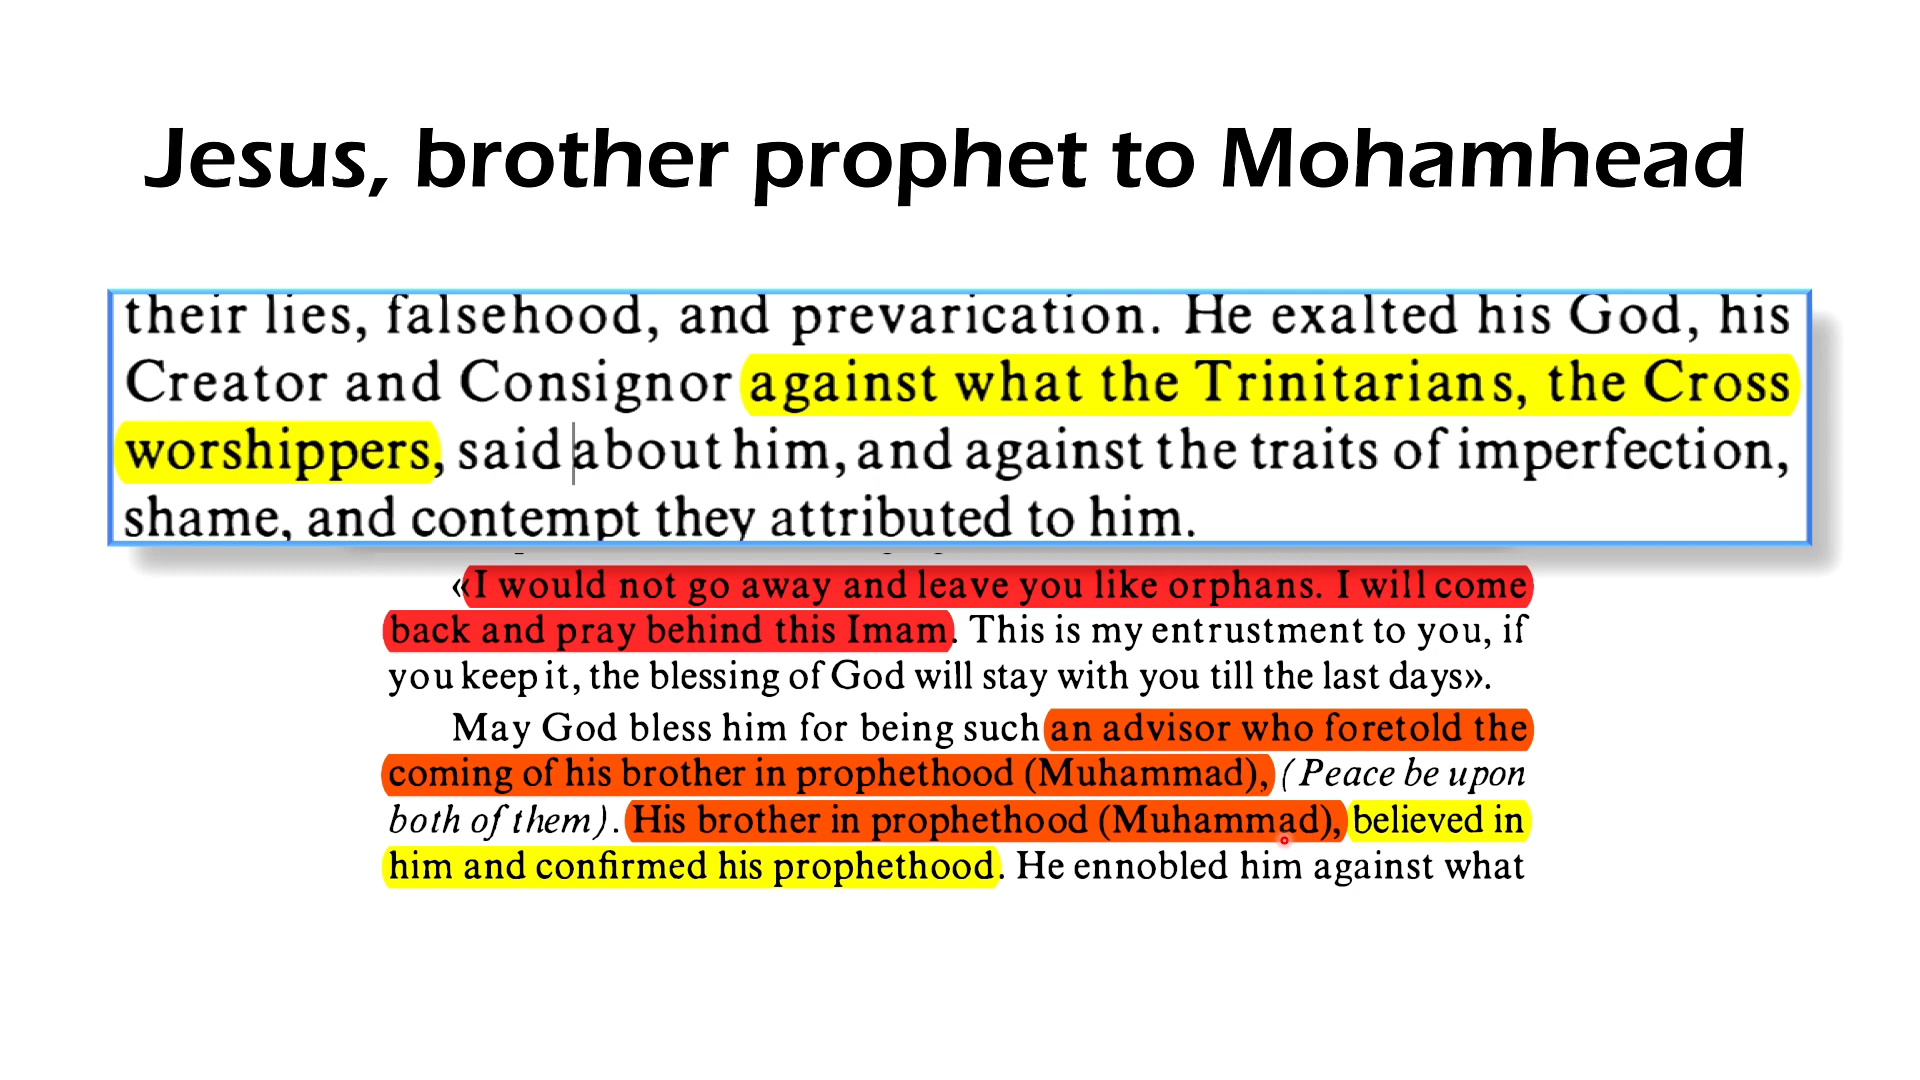 Jesus, brother prophet to Mohamhead
their lies, falsehood, and prevarication. He exalted his God, his
Creator and Consignor against what the Trinitarians, the Cross
worshippers, said about him, and against the traits of imperfection,
shame, and contempt they attributed to him.
«I would not go away and leave you like orphans. I will come
back and pray behind this Imam. This is my entrustment to you, if
you keep it, the blessing of God will stay with you till the last days».
May God bless him for being such an advisor who foretold the
coming of his brother in prophethood (Muhammad), (Peace be upon
both of them). His brother in prophethood (Muhammad), believed in
him and confirmed his prophethood. He ennobled him against what